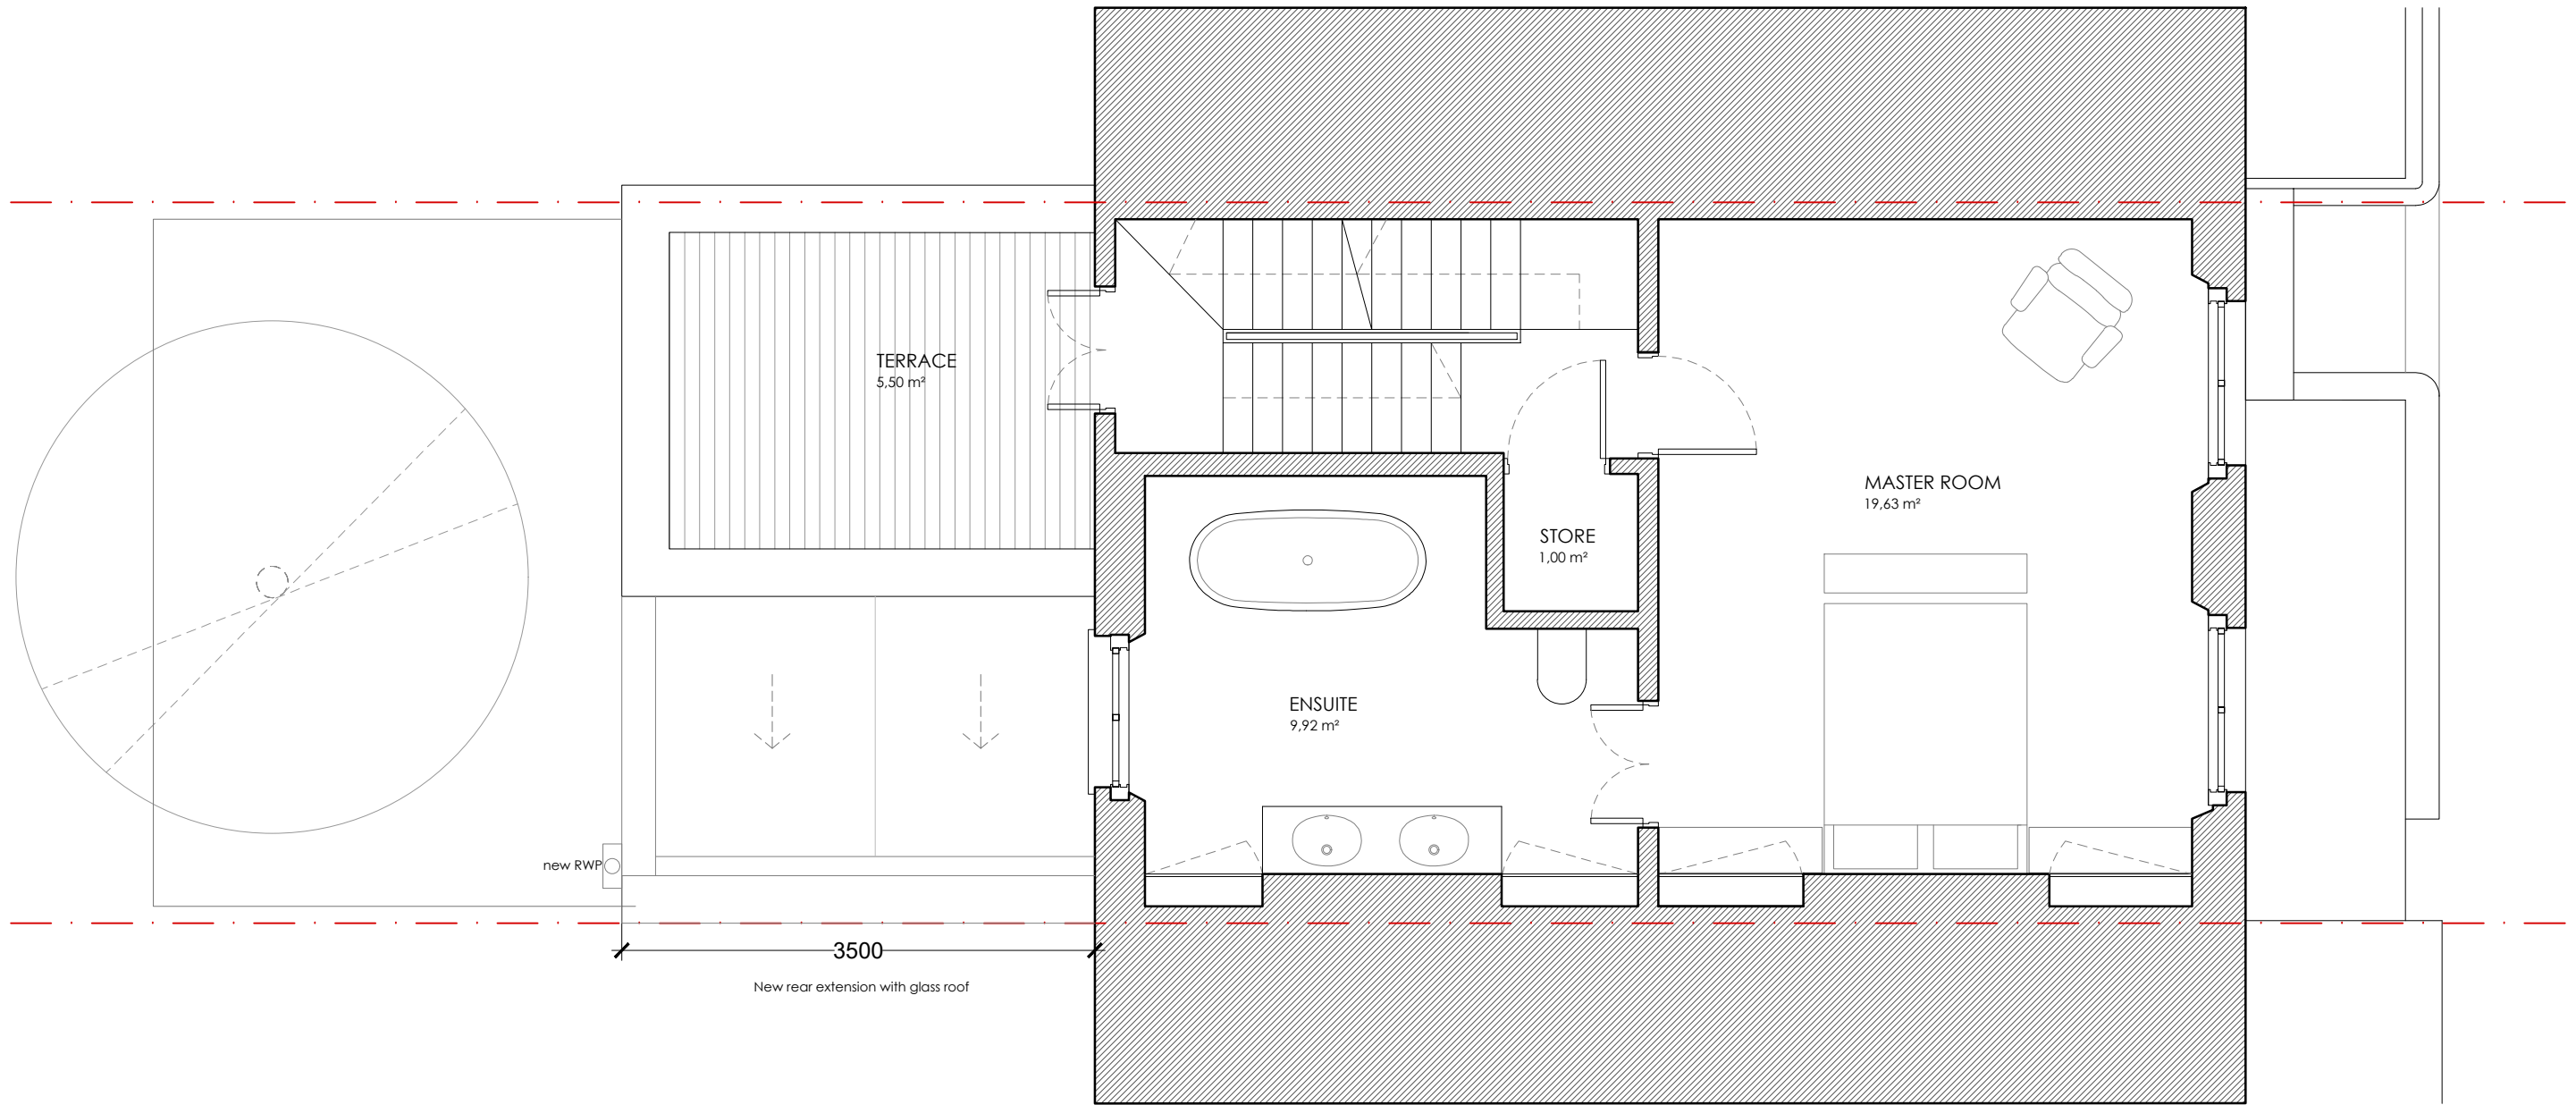 TERRACE
5,50 m²
MASTER ROOM
19,63 m²
STORE
1,00 m²
ENSUITE
9,92 m²
new RWP
3500
New rear extension with glass roof